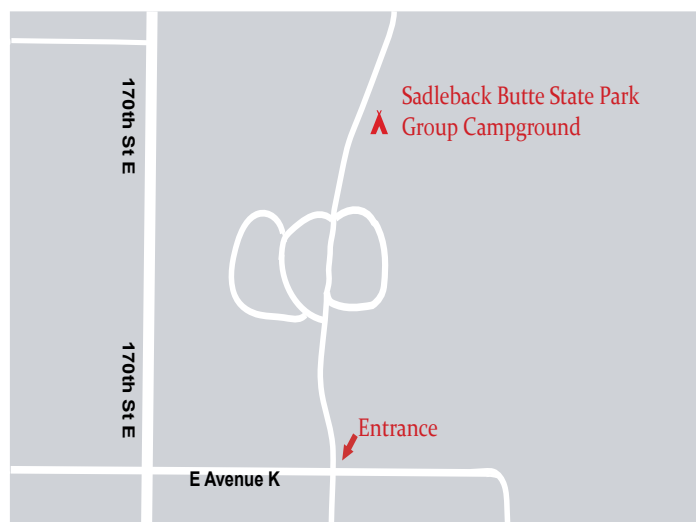 170th St E
Sadleback Butte State Park
Group Campground
170th St E
Entrance
E Avenue K